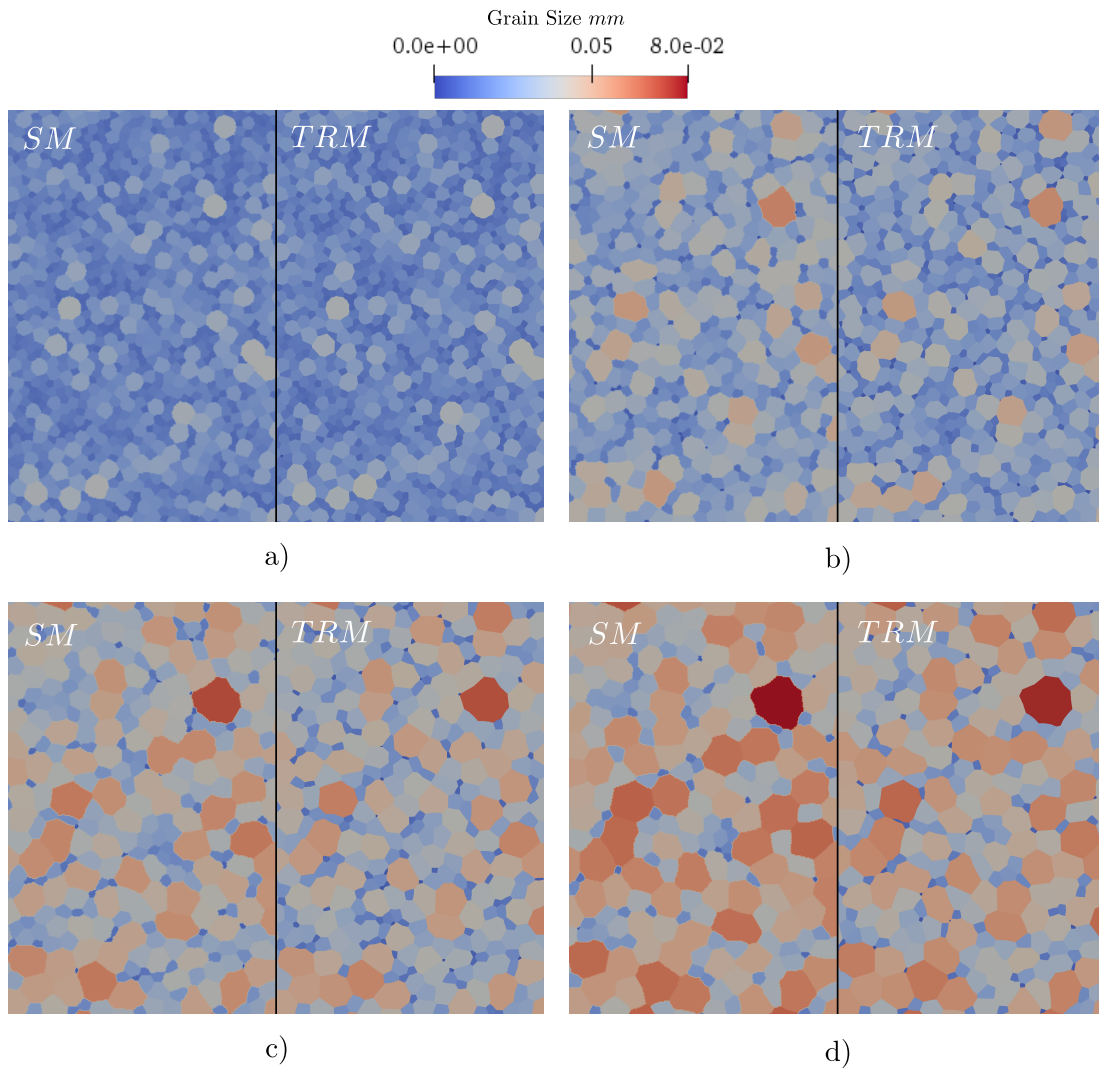 Grain Size mm
0.0e+00 0.05 8.0e-02
SM TRM SM TRM
a) b)
SM TRM SM TRM
c) d)